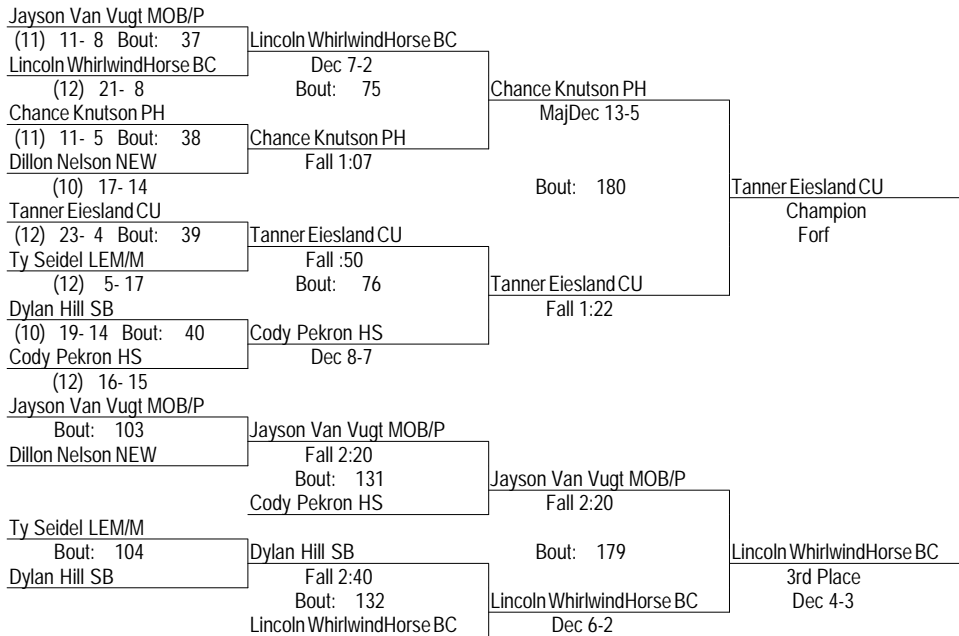 Jayson Van Vugt MOB/P
(11) 11- 8 Bout: 37
Lincoln WhirlwindHorse BC
Lincoln WhirlwindHorse BC
Dec 7-2
(12) 21- 8
Bout: 75
Chance Knutson PH
Chance Knutson PH
MajDec 13-5
(11) 11- 5 Bout: 38
Chance Knutson PH
Dillon Nelson NEW
Fall 1:07
(10) 17- 14
Bout: 180
Tanner Eiesland CU
Tanner Eiesland CU
Champion
(12) 23- 4 Bout: 39
Tanner Eiesland CU
Forf
Ty Seidel LEM/M
Fall :50
(12) 5- 17
Bout: 76
Tanner Eiesland CU
Dylan Hill SB
Fall 1:22
(10) 19- 14 Bout: 40
Cody Pekron HS
Cody Pekron HS
Dec 8-7
(12) 16- 15
Jayson Van Vugt MOB/P
Bout: 103
Jayson Van Vugt MOB/P
Dillon Nelson NEW
Fall 2:20
Bout: 131
Jayson Van Vugt MOB/P
Cody Pekron HS
Fall 2:20
Ty Seidel LEM/M
Bout: 104
Dylan Hill SB
Bout: 179
Lincoln WhirlwindHorse BC
Dylan Hill SB
Fall 2:40
3rd Place
Bout: 132
Lincoln WhirlwindHorse BC
Dec 4-3
Lincoln WhirlwindHorse BC
Dec 6-2